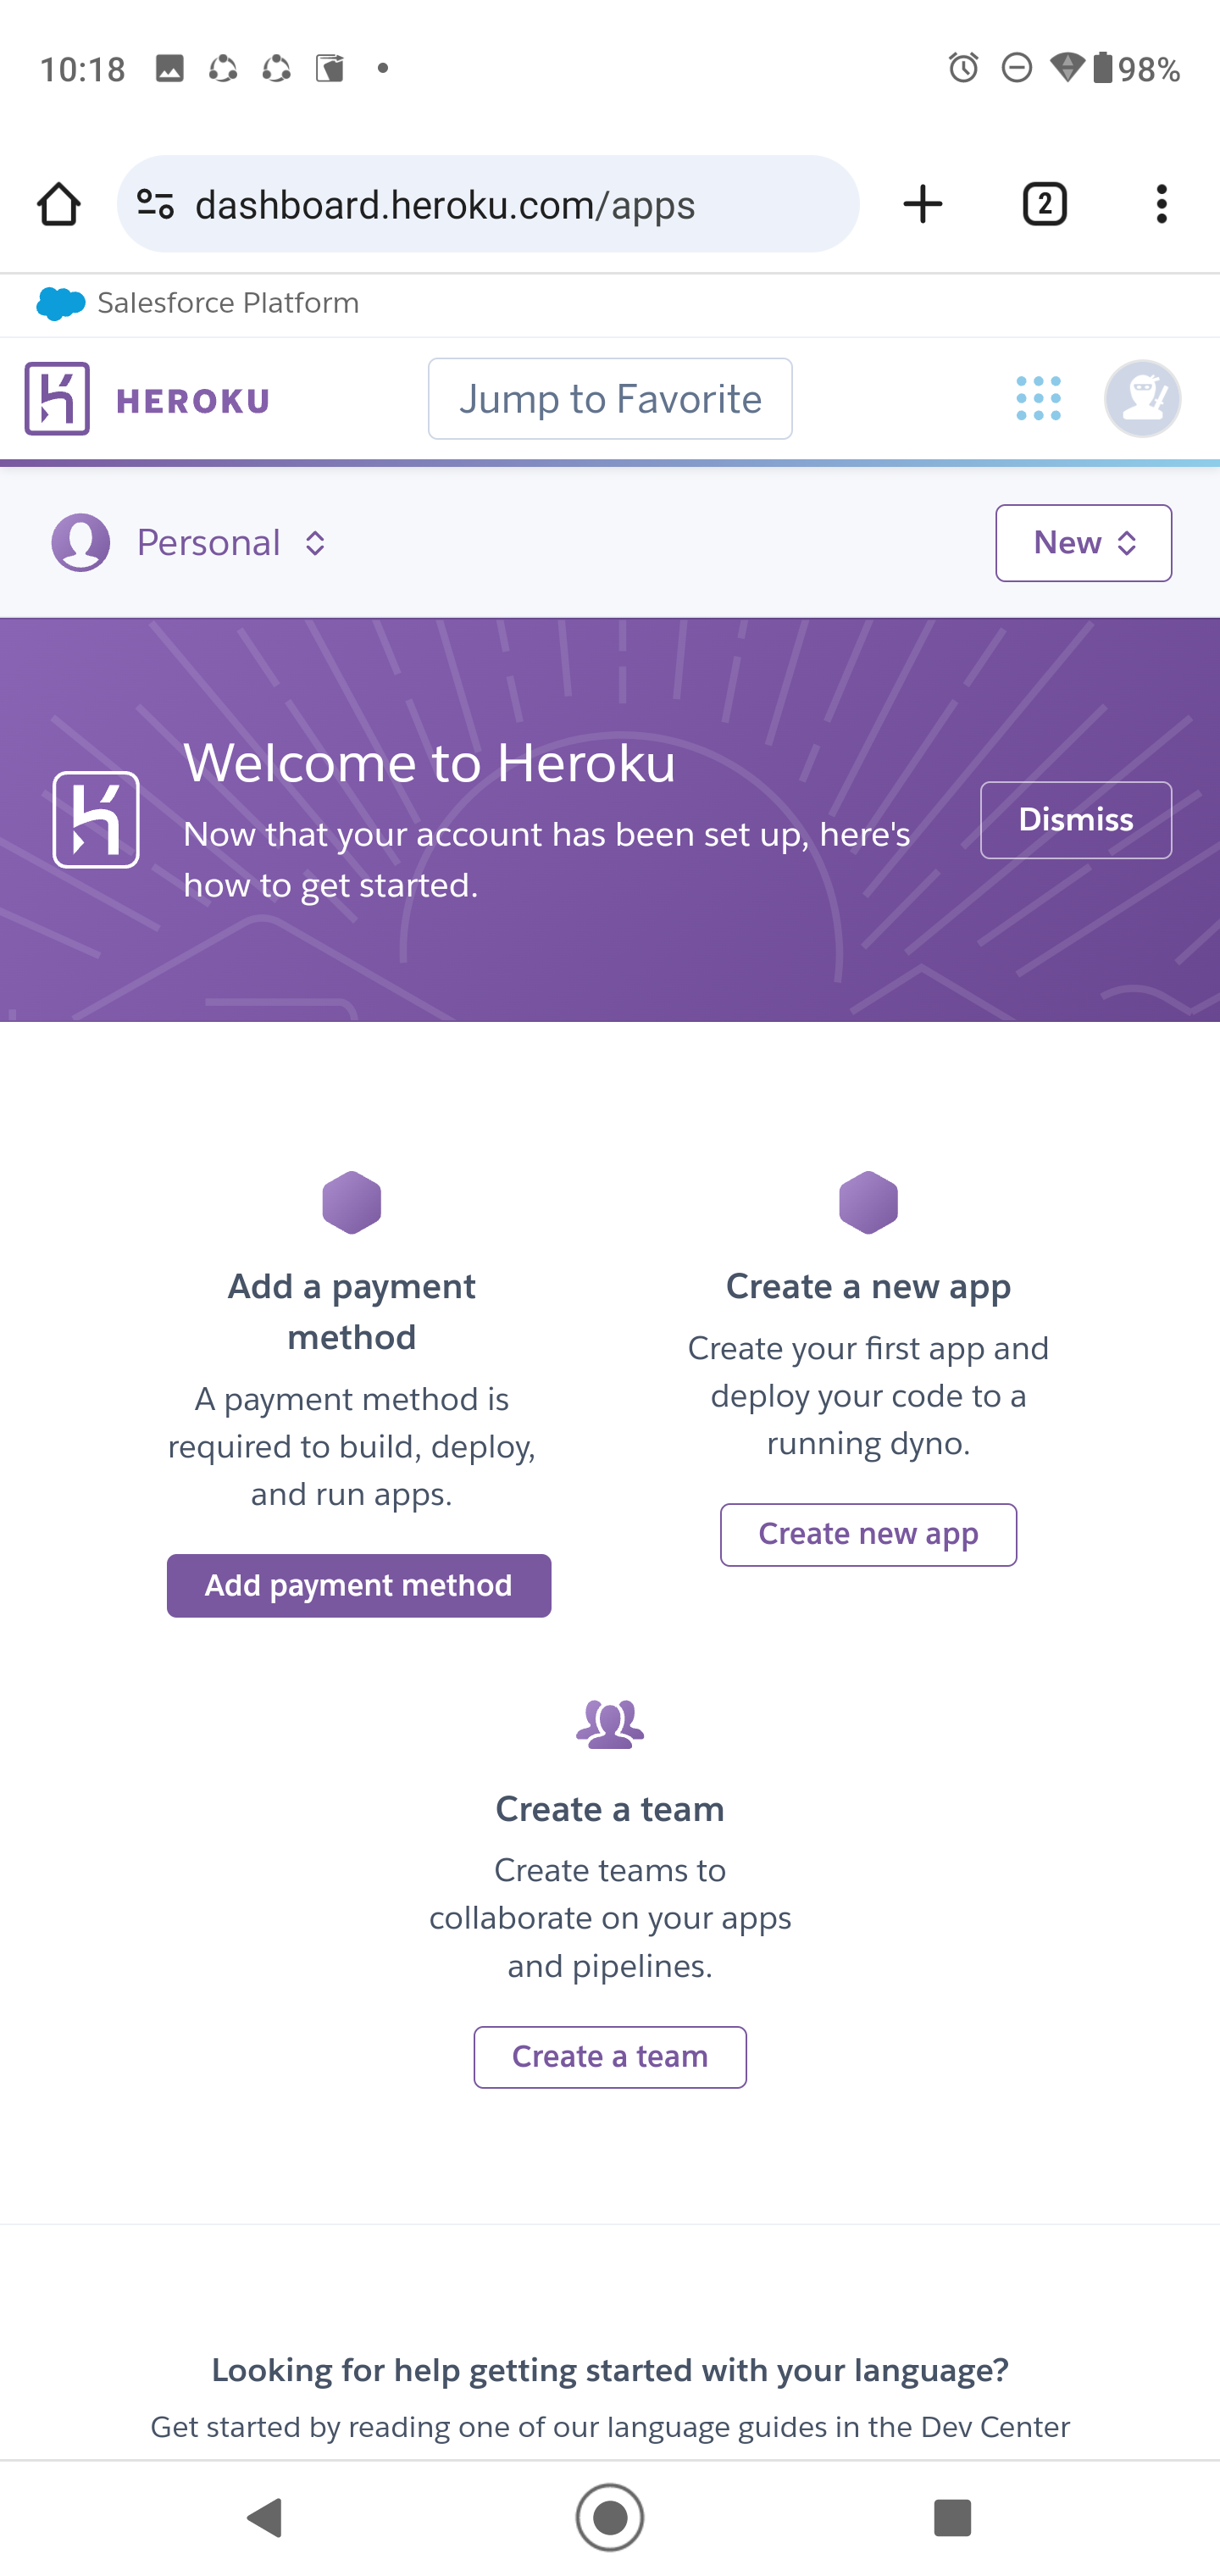 10:18
98%
dashboard.heroku.com/apps
2
Salesforce Platform
HEROKU
Jump to Favorite
Personal
New
Welcome to Heroku
Now that your account has been set up, here's
how to get started.
Dismiss
Add a payment
method
A payment method is
required to build, deploy,
and run apps.
Add payment method
Create a new app
Create your first app and
deploy your code to a
running dyno.
Create new app
Create a team
Create teams to
collaborate on your apps
and pipelines.
Create a team
Looking for help getting started with your language?
Get started by reading one of our language guides in the Dev Center